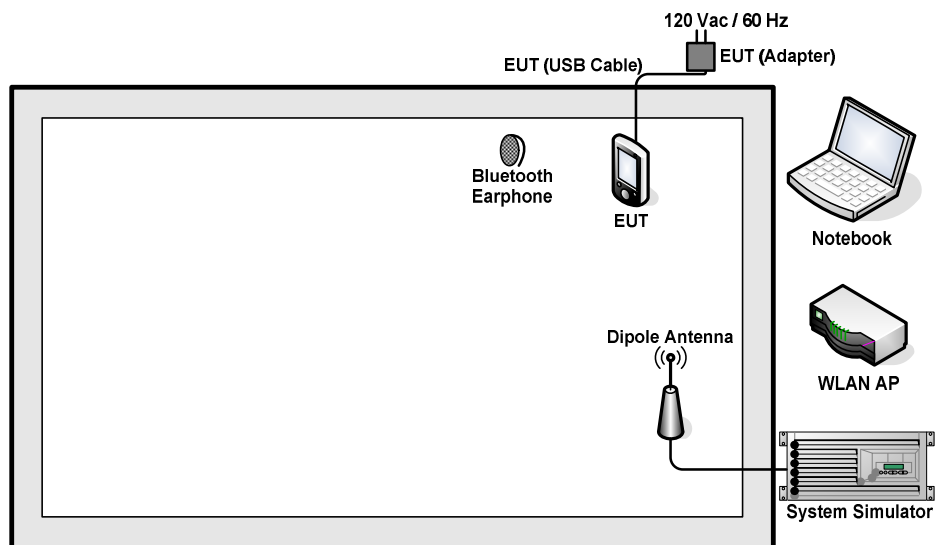 120 Vac / 60 Hz
EUT (USB Cable)
EUT (Adapter)
Bluetooth
Earphone
EUT
Notebook
Dipole Antenna
WLAN AP
System Simulator